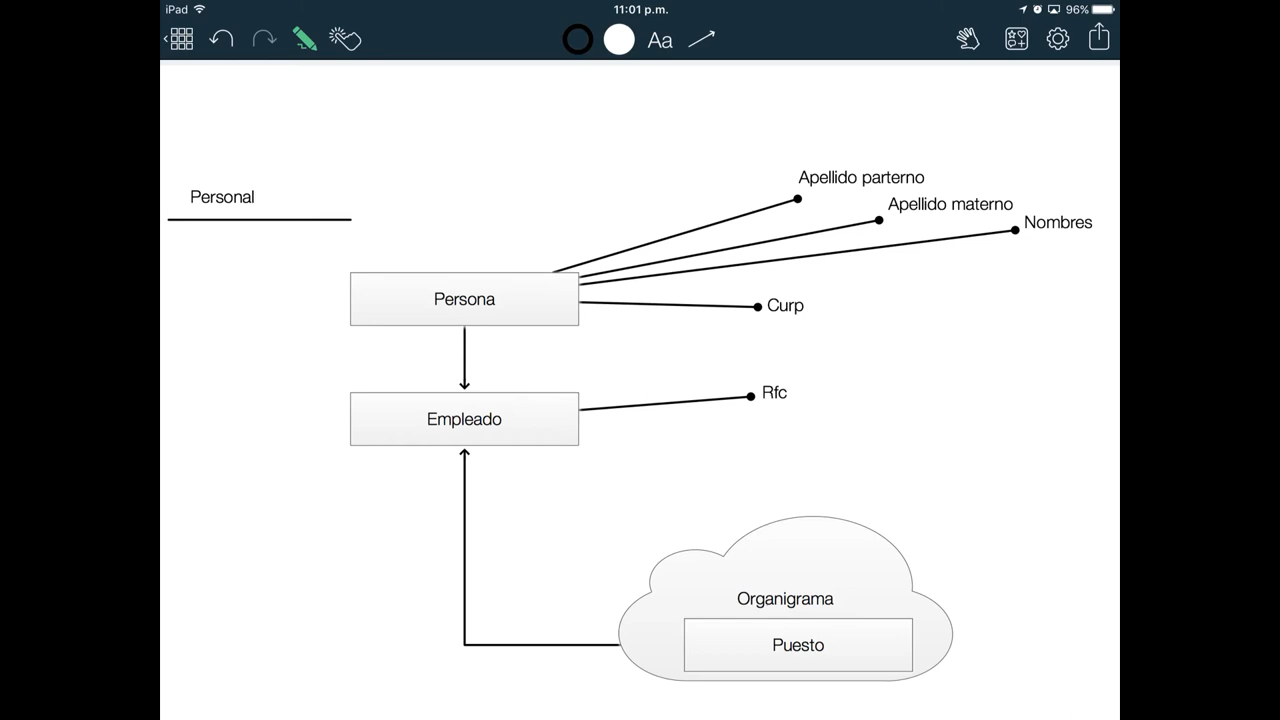 iPad 11:01 p.m. 96%
Aa
Apellido parterno
Personal
Apellido materno
Nombres
Persona
Curp
Rfc
Empleado
Organigrama
Puesto